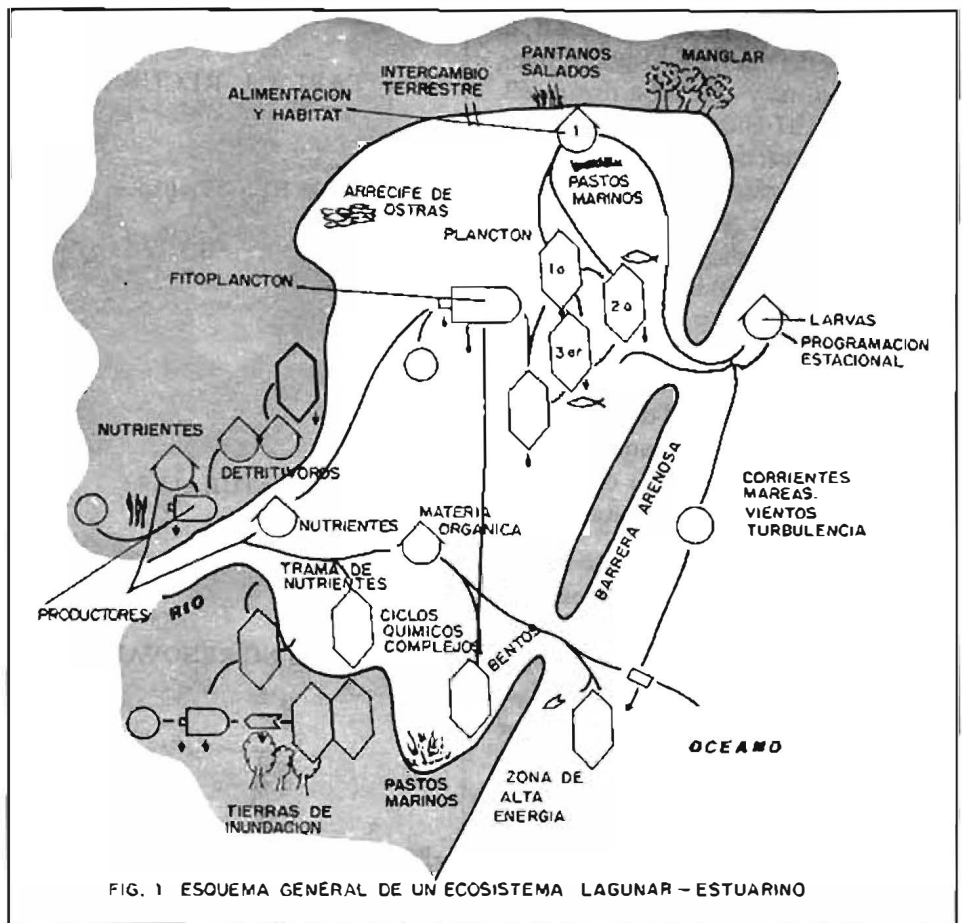 PANTANOS
SALADOS
MANGLAR
INTERCAMBIO
TERRESTRE
ALIMENTACION
Y HABITAT
1
PASTOS
MARINOS
ARRECIFE DE
OSTRAS
PLANCTON
FITOPLANCTON
1o
2o
3er
LARVAS
PROGRAMACION
ESTACIONAL
NUTRIENTES
DETRITIVOROS
NUTRIENTES
MATERIA
ORGANICA
BARRERA ARENOSA
CORRIENTES
MAREAS.
VIENTOS
TURBULENCIA
TRAMA DE
NUTRIENTES
PRODUCTORES
RIO
CICLOS
QUIMICOS
COMPLEJOS
BENTOS
OCEANO
PASTOS
MARINOS
ZONA DE
ALTA
ENERGIA
TIERRAS DE
INUNDACION
FIG. 1 ESQUEMA GENERAL DE UN ECOSISTEMA LAGUNAR - ESTUARINO